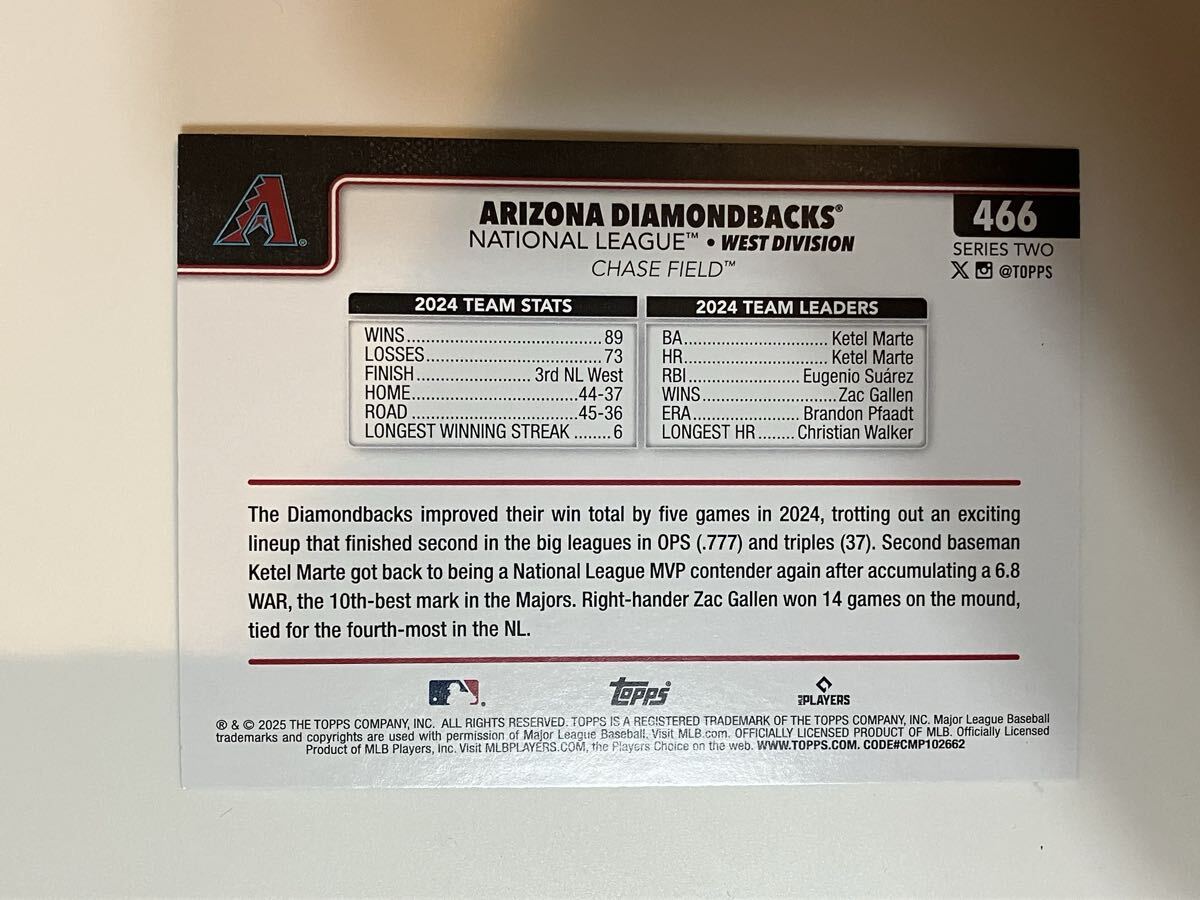 ARIZONA DIAMONDBACKS®
466
NATIONAL LEAGUE™ • WEST DIVISION
SERIES TWO
CHASE FIELD™
X @TOPPS
A®
2024 TEAM STATS
WINS..............................89
LOSSES...........................73
FINISH.................3rd NL West
HOME..........................44-37
ROAD..........................45-36
LONGEST WINNING STREAK ........6
2024 TEAM LEADERS
BA.......................... Ketel Marte
HR.......................... Ketel Marte
RBI.................... Eugenio Suárez
WINS........................Zac Gallen
ERA.................... Brandon Pfaadt
LONGEST HR ....... Christian Walker
The Diamondbacks improved their win total by five games in 2024, trotting out an exciting
lineup that finished second in the big leagues in OPS (.777) and triples (37). Second baseman
Ketel Marte got back to being a National League MVP contender again after accumulating a 6.8
WAR, the 10th-best mark in the Majors. Right-hander Zac Gallen won 14 games on the mound,
tied for the fourth-most in the NL.
Topps®
MLB PLAYERS
® & © 2025 THE TOPPS COMPANY, INC. ALL RIGHTS RESERVED. TOPPS IS A REGISTERED TRADEMARK OF THE TOPPS COMPANY, INC. Major League Baseball
trademarks and copyrights are used with permission of Major League Baseball. Visit MLB.com. OFFICIALLY LICENSED PRODUCT OF MLB. Officially Licensed
Product of MLB Players, Inc. Visit MLBPLAYERS.COM, the Players Choice on the web. WWW.TOPPS.COM. CODE#CMP102662